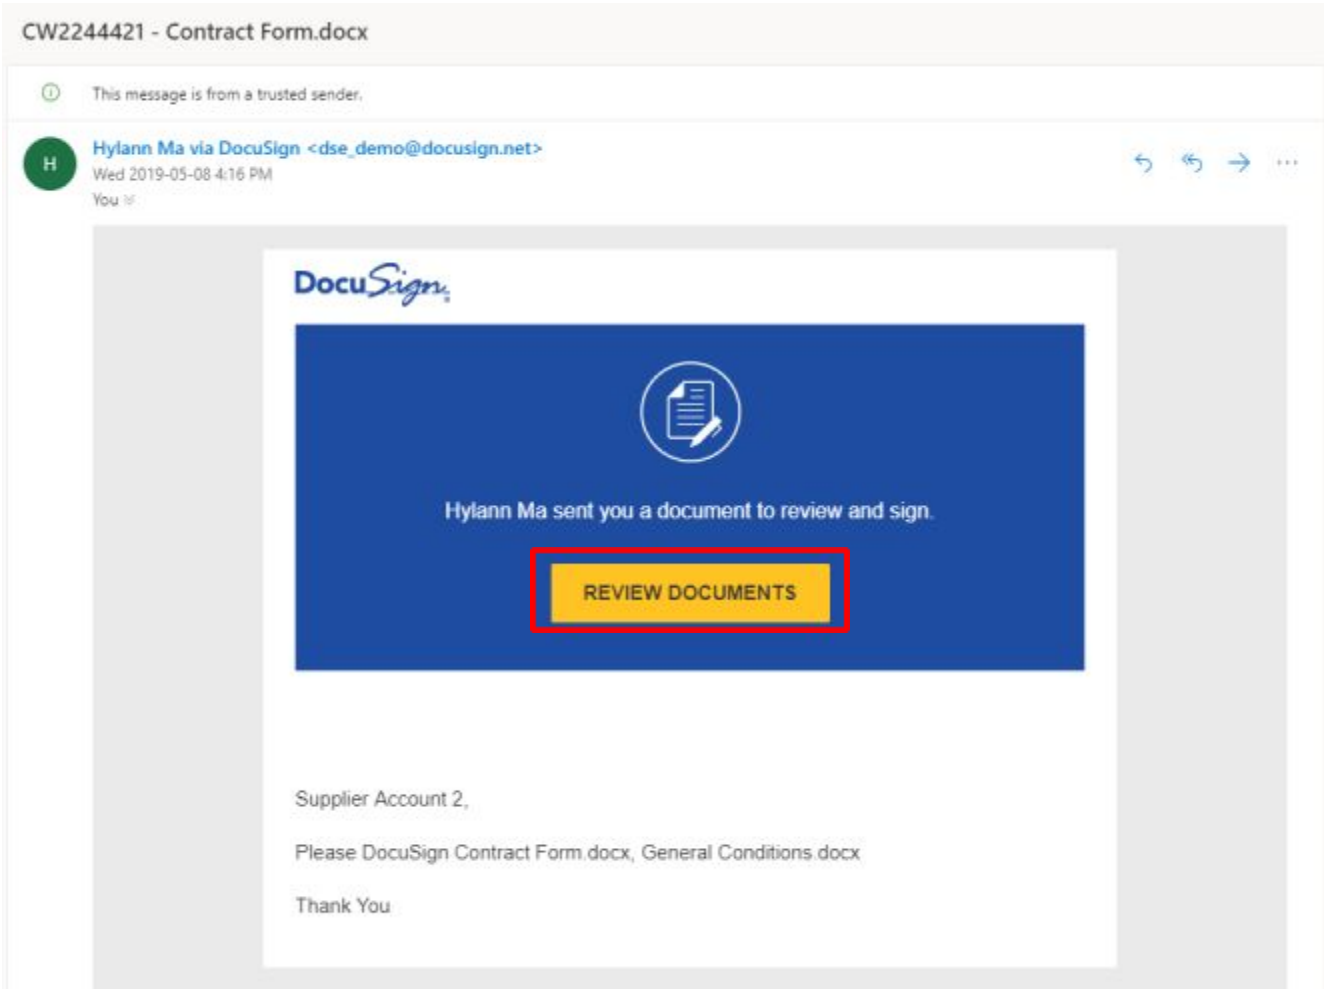 CW2244421 - Contract Form.docx
This message is from a trusted sender.
H
Hylann Ma via DocuSign <dse_demo@docusign.net>
Wed 2019-05-08 4:16 PM
You
DocuSign
Hylann Ma sent you a document to review and sign.
REVIEW DOCUMENTS
Supplier Account 2,
Please DocuSign Contract Form.docx, General Conditions.docx
Thank You